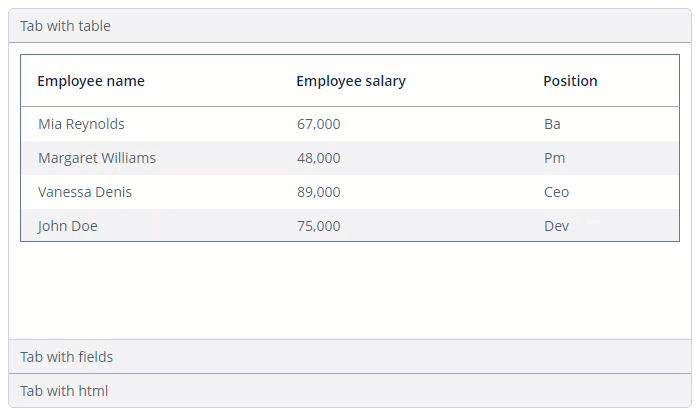 Tab with table
Employee name Employee salary Position
Mia Reynolds 67,000 Ba
Margaret Williams 48,000 Pm
Vanessa Denis 89,000 Ceo
John Doe 75,000 Dev
Tab with fields
Tab with html